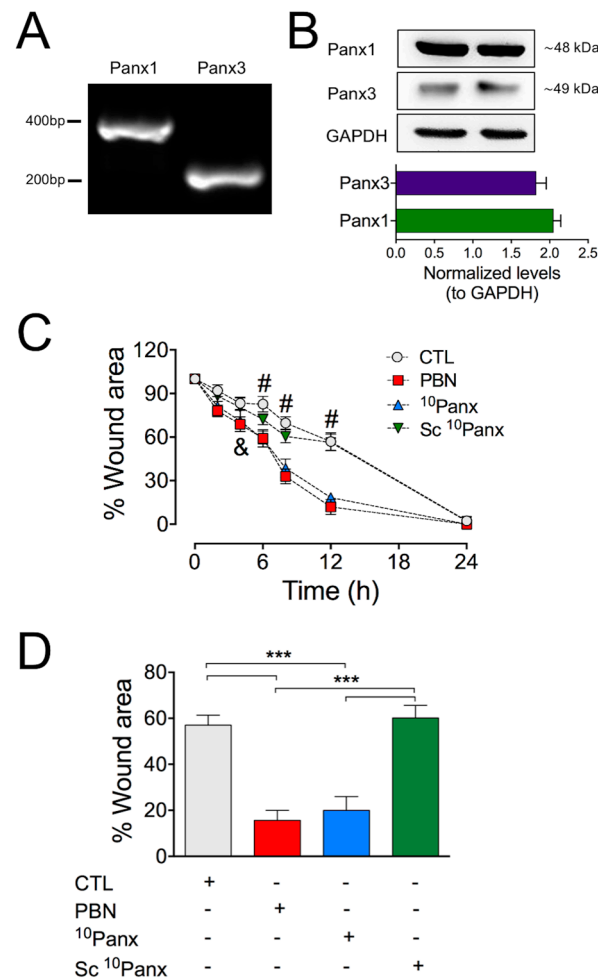 A
Panx1 Panx3
400bp
200bp
B
Panx1 ~48 kDa
Panx3 ~49 kDa
GAPDH
Panx3
Panx1
0.0 0.5 1.0 1.5 2.0 2.5
Normalized levels
(to GAPDH)
C
% Wound area
120
90
60
30
0
# # #
&
CTL
PBN
¹⁰Panx
Sc ¹⁰Panx
0 6 12 18 24
Time (h)
D
% Wound area
80
60
40
20
0
***
***
CTL + - - -
PBN - + - -
¹⁰Panx - - + -
Sc ¹⁰Panx - - - +